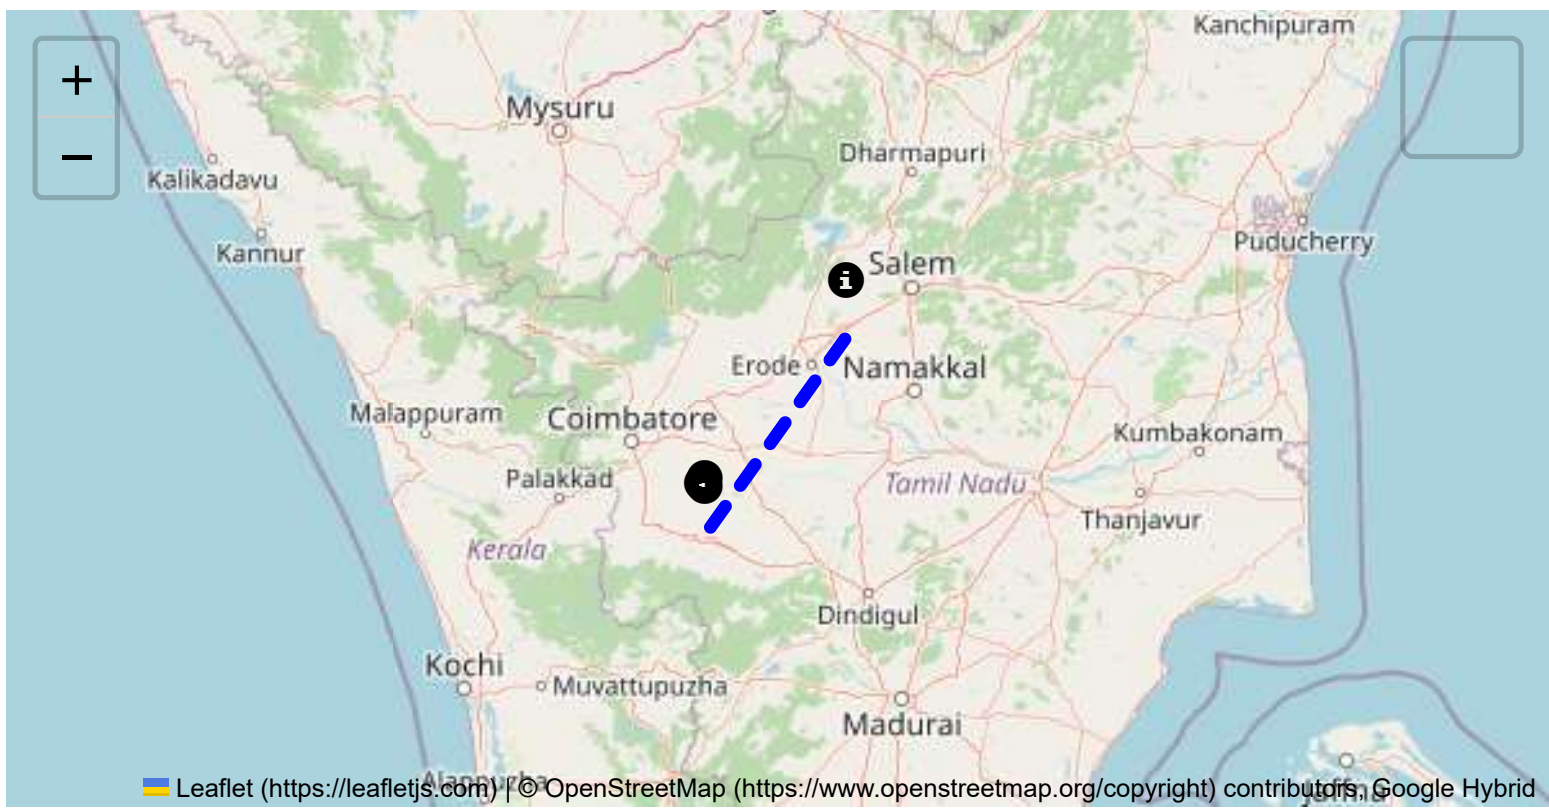 Kanchipuram
+
Mysuru
Dharmapuri
−
Kalikadavu
Puducherry
Kannur
Salem
i
Erode
Namakkal
Malappuram
Coimbatore
Kumbakonam
Palakkad
Tamil Nadu
Thanjavur
Kerala
Dindigul
Kochi
Muvattupuzha
Madurai
Alappuzha
Leaflet (https://leafletjs.com) | © OpenStreetMap (https://www.openstreetmap.org/copyright) contributors, Google Hybrid